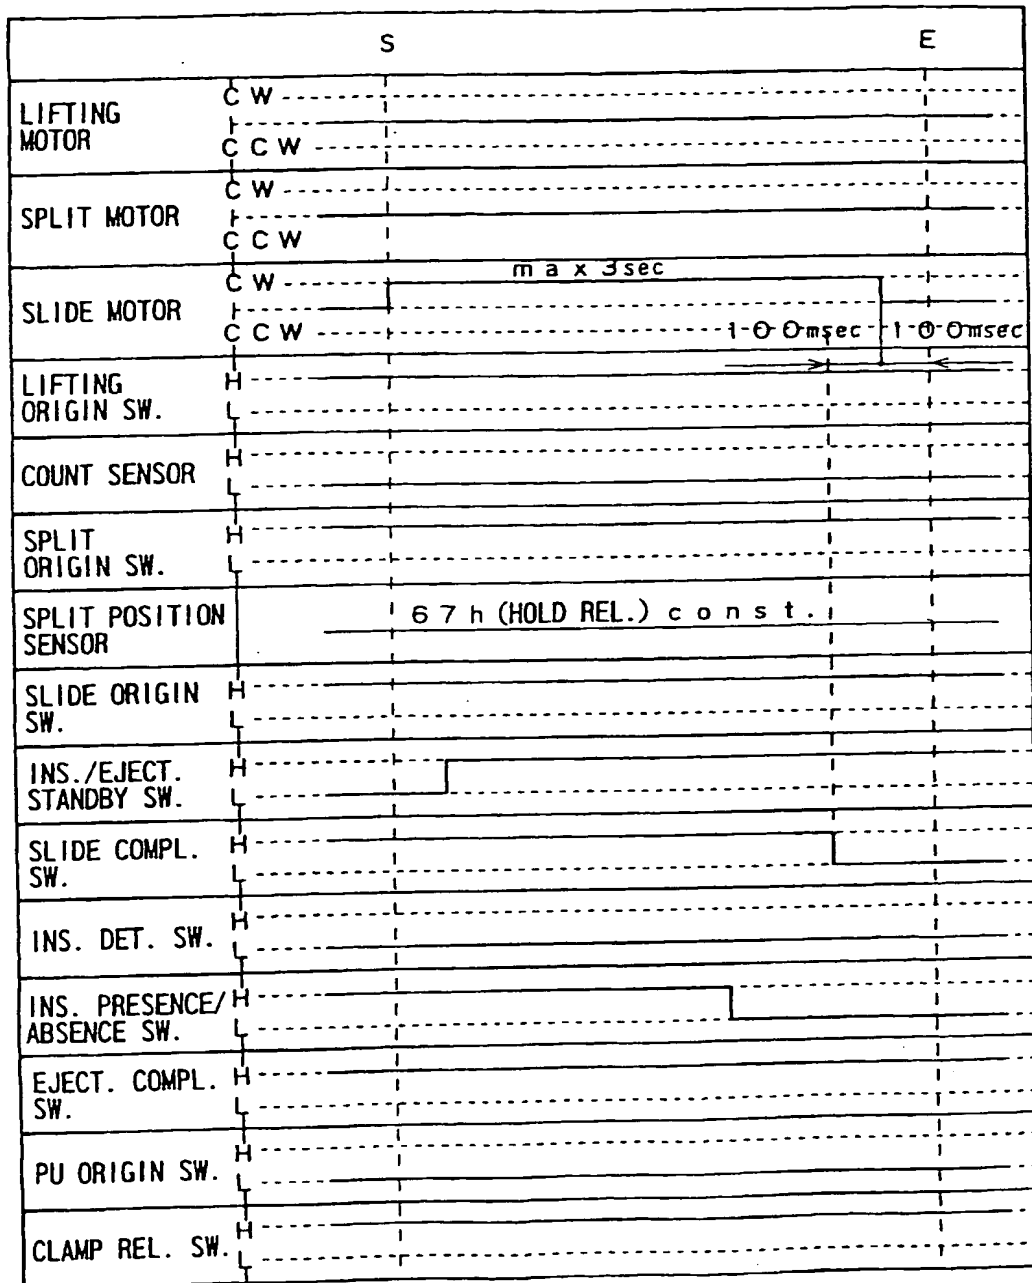 S E
LIFTING MOTOR CW
CCW
SPLIT MOTOR CW
CCW
SLIDE MOTOR CW
max 3sec
CCW 100msec 100msec
LIFTING ORIGIN SW. H
L
COUNT SENSOR H
L
SPLIT ORIGIN SW. H
L
SPLIT POSITION SENSOR 67h (HOLD REL.) const.
SLIDE ORIGIN SW. H
L
INS./EJECT. STANDBY SW. H
L
SLIDE COMPL. SW. H
L
INS. DET. SW. H
L
INS. PRESENCE/ ABSENCE SW. H
L
EJECT. COMPL. SW. H
L
PU ORIGIN SW. H
L
CLAMP REL. SW. H
L